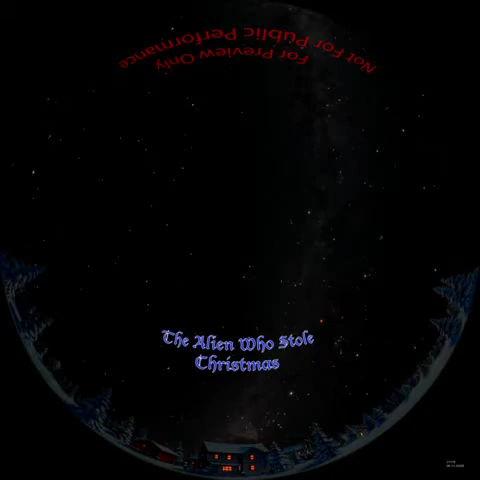 Not For Public Performance
For Preview Only
The Alien Who Stole
Christmas